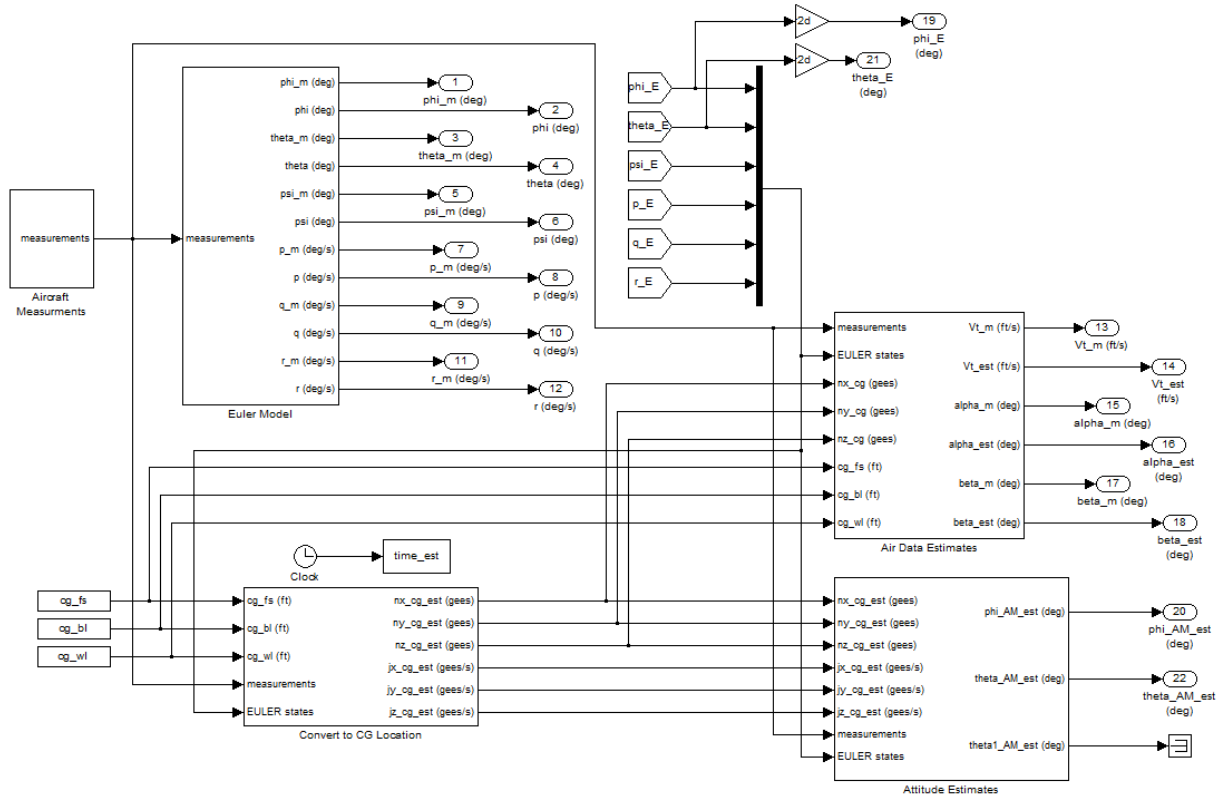 2d
19
phi_E
(deg)
2d
21
theta_E
(deg)
phi_E
theta_E
psi_E
p_E
q_E
r_E
measurements
Aircraft
Measurments
measurements
phi_m (deg)
phi (deg)
theta_m (deg)
theta (deg)
psi_m (deg)
psi (deg)
p_m (deg/s)
p (deg/s)
q_m (deg/s)
q (deg/s)
r_m (deg/s)
r (deg/s)
Euler Model
1
phi_m (deg)
2
phi (deg)
3
theta_m (deg)
4
theta (deg)
5
psi_m (deg)
6
psi (deg)
7
p_m (deg/s)
8
p (deg/s)
9
q_m (deg/s)
10
q (deg/s)
11
r_m (deg/s)
12
r (deg/s)
measurements
EULER states
nx_cg (gees)
ny_cg (gees)
nz_cg (gees)
cg_fs (ft)
cg_bl (ft)
cg_wl (ft)
Vt_m (ft/s)
Vt_est (ft/s)
alpha_m (deg)
alpha_est (deg)
beta_m (deg)
beta_est (deg)
Air Data Estimates
13
Vt_m (ft/s)
14
Vt_est
(ft/s)
15
alpha_m (deg)
16
alpha_est
(deg)
17
beta_m (deg)
18
beta_est
(deg)
Clock
time_est
cg_fs
cg_bl
cg_wl
cg_fs (ft)
cg_bl (ft)
cg_wl (ft)
measurements
EULER states
nx_cg_est (gees)
ny_cg_est (gees)
nz_cg_est (gees)
jx_cg_est (gees/s)
jy_cg_est (gees/s)
jz_cg_est (gees/s)
Convert to CG Location
nx_cg_est (gees)
ny_cg_est (gees)
nz_cg_est (gees)
jx_cg_est (gees/s)
jy_cg_est (gees/s)
jz_cg_est (gees/s)
measurements
EULER states
phi_AM_est (deg)
theta_AM_est (deg)
theta1_AM_est (deg)
Attitude Estimates
20
phi_AM_est
(deg)
22
theta_AM_est
(deg)